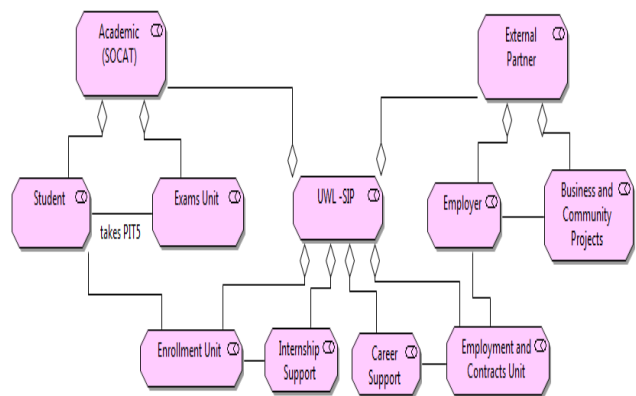 Academic
(SOCAT)
External
Partner
Student
Exams Unit
UWL -SIP
Employer
Business and
Community
Projects
takes PIT5
Enrollment Unit
Internship
Support
Career
Support
Employment and
Contracts Unit